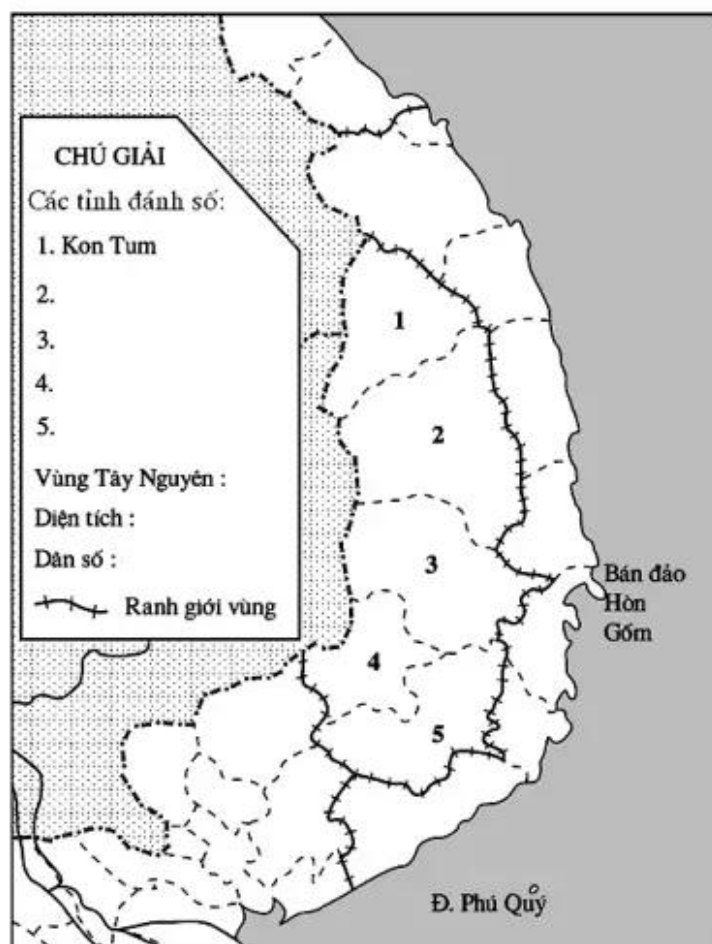 CHÚ GIẢI
Các tỉnh đánh số:
1. Kon Tum
2.
3.
4.
5.
Vùng Tây Nguyên :
Diện tích :
Dân số :
Ranh giới vùng
1
2
3
4
5
Bán đảo
Hòn
Gốm
Đ. Phú Quý